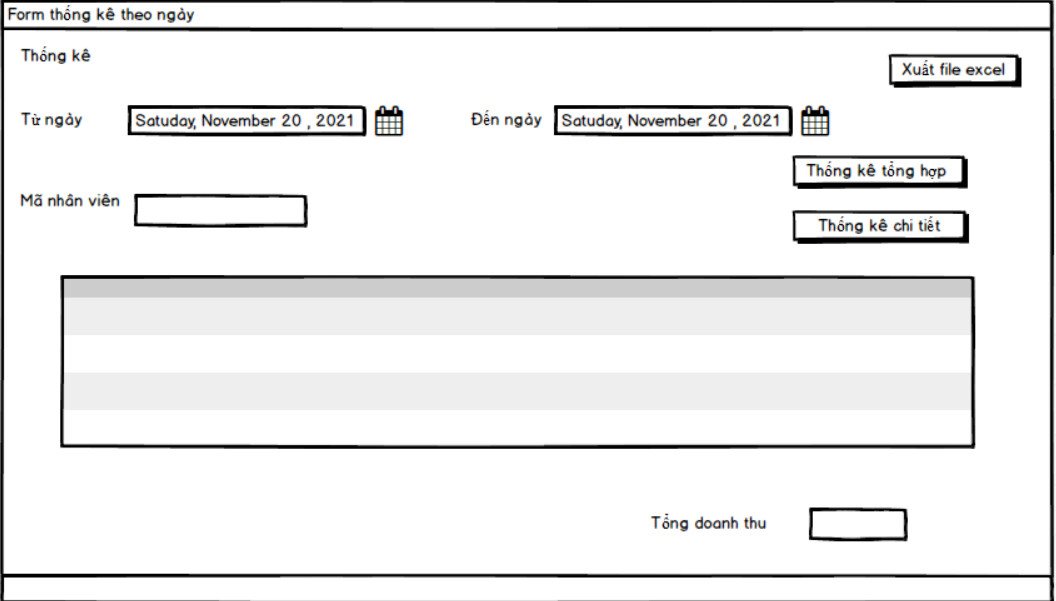 Form thống kê theo ngày
Thống kê
Xuất file excel
Từ ngày
Satuday, November 20 , 2021
Đến ngày
Satuday, November 20 , 2021
Thống kê tổng hợp
Mã nhân viên
Thống kê chi tiết
Tổng doanh thu